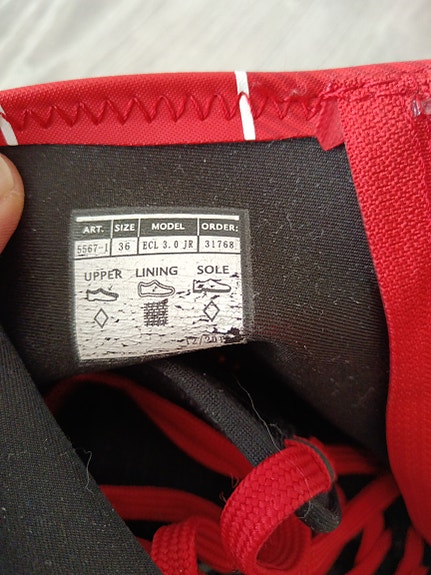 ART. SIZE MODEL ORDER:
5567-1 36 ECL 3.0 JR 31768
UPPER LINING SOLE